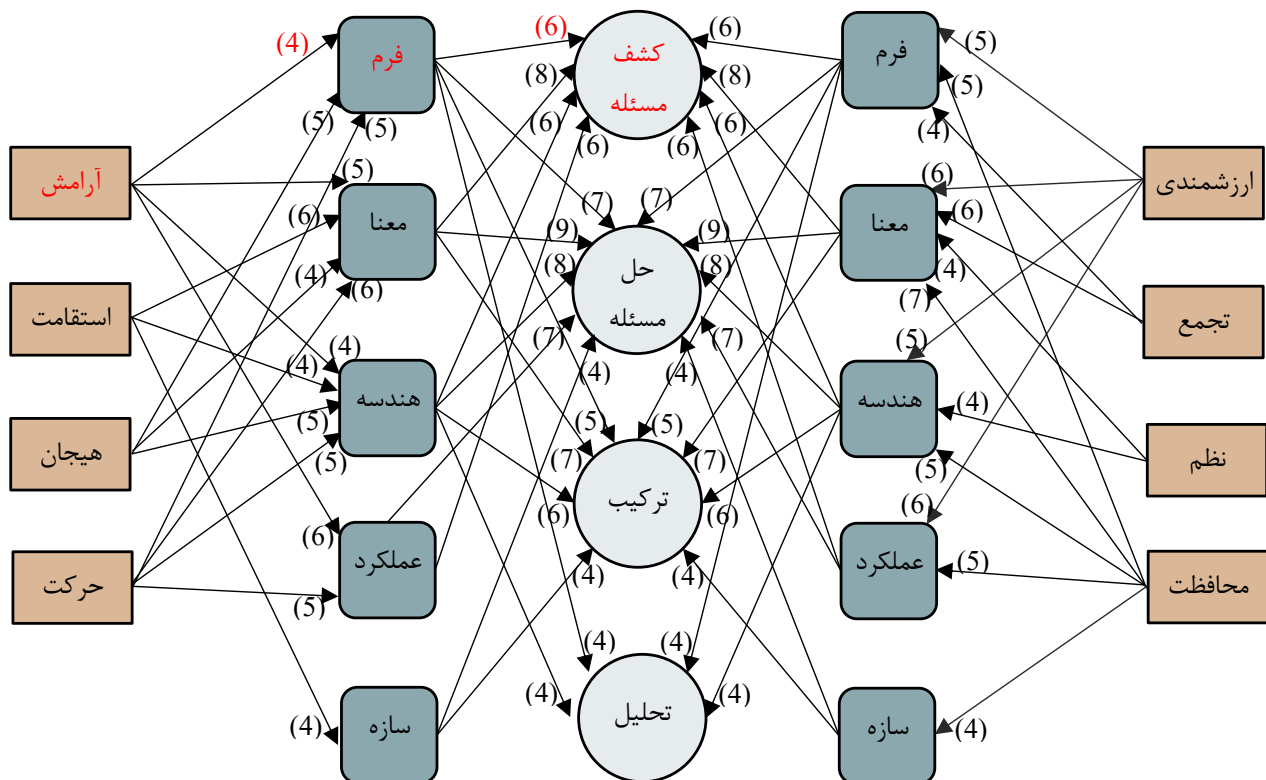 (4)
(6)
فرم
کشف
مسئله
(6)
فرم
(5)
(8)
(8)
(5)
(5)
(5)
(6)
(6)
(4)
(6)
(6)
آرامش
(5)
معنا
(6)
معنا
ارزشمندی
(6)
(7)
(7)
(6)
(9)
(9)
(4)
(6)
(8)
حل
مسئله
(8)
(4)
(7)
استقامت
تجمع
(4)
(4)
(7)
(7)
(5)
هندسه
(4)
(4)
هندسه
(4)
(5)
(5)
(5)
(5)
هیجان
(7)
(7)
(5)
نظم
ترکیب
(6)
(6)
(6)
(6)
عملکرد
(4)
(4)
عملکرد
(5)
حرکت
(5)
محافظت
(4)
(4)
(4)
سازه
(4)
تحلیل
(4)
سازه
(4)